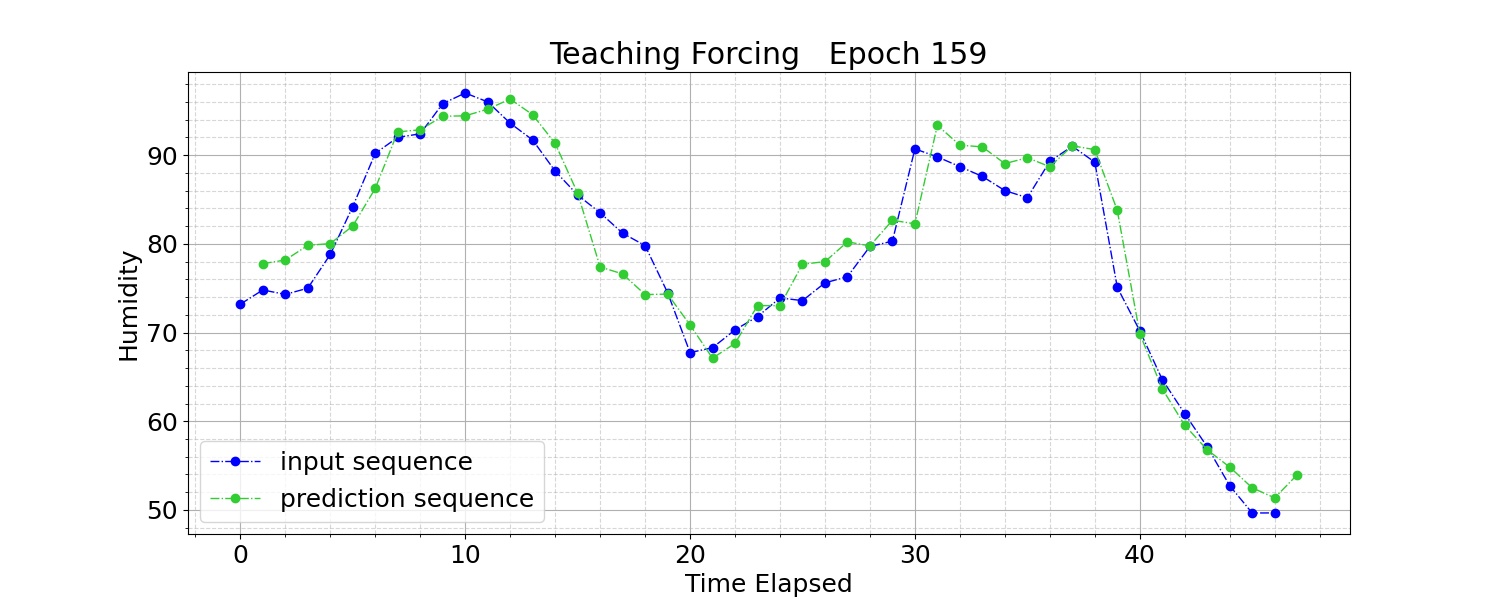 Teaching Forcing   Epoch 159
Humidity
90
80
70
60
50
input sequence
prediction sequence
0 10 20 30 40
Time Elapsed